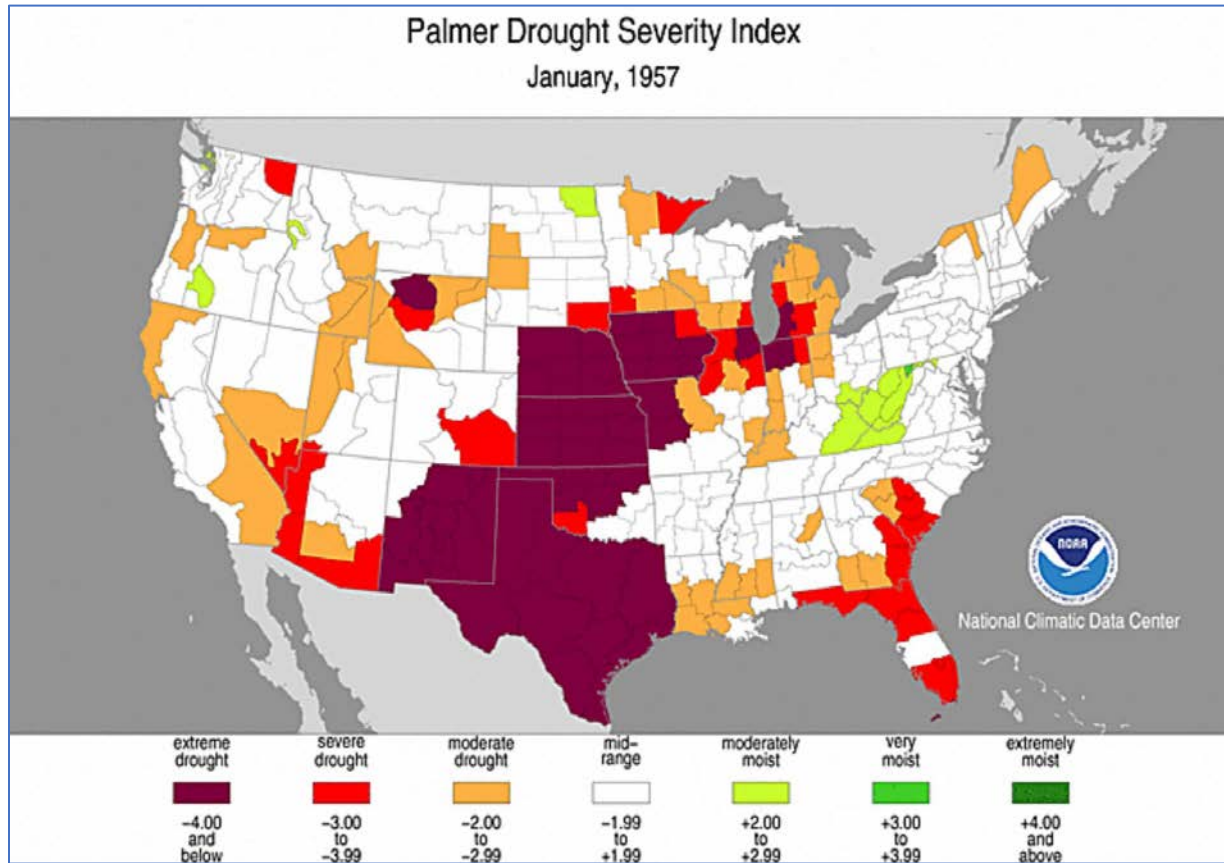 Palmer Drought Severity Index
January, 1957
NOAA
National Climatic Data Center
extreme
drought
severe
drought
moderate
drought
mid-
range
moderately
moist
very
moist
extremely
moist
-4.00
and
below
-3.00
to
-3.99
-2.00
to
-2.99
-1.99
to
+1.99
+2.00
to
+2.99
+3.00
to
+3.99
+4.00
and
above